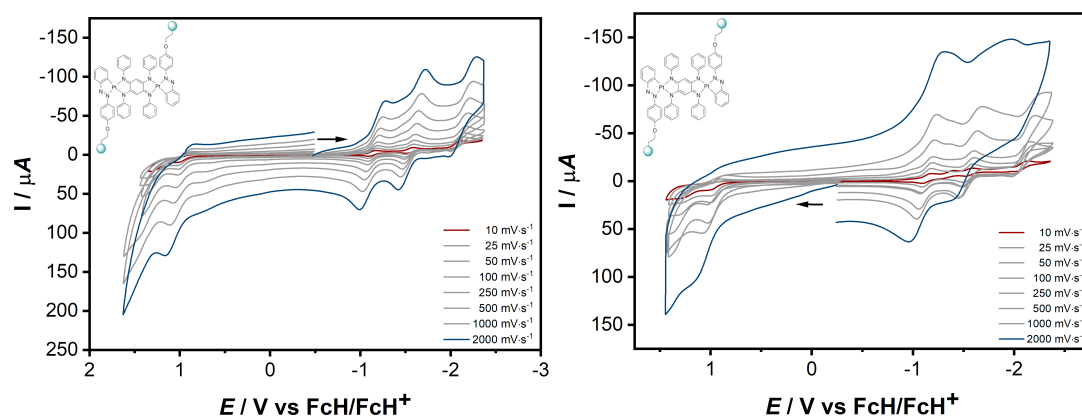 -150
-100
-50
0
50
100
150
200
250
I / μA
2
1
0
-1
-2
-3
E / V vs FcH/FcH⁺
10 mV·s⁻¹
25 mV·s⁻¹
50 mV·s⁻¹
100 mV·s⁻¹
250 mV·s⁻¹
500 mV·s⁻¹
1000 mV·s⁻¹
2000 mV·s⁻¹
-150
-100
-50
0
50
100
150
I / μA
1
0
-1
-2
E / V vs FcH/FcH⁺
10 mV·s⁻
25 mV·s⁻
50 mV·s⁻
100 mV·s⁻
250 mV·s⁻
500 mV·s⁻
1000 mV·s⁻
2000 mV·s⁻